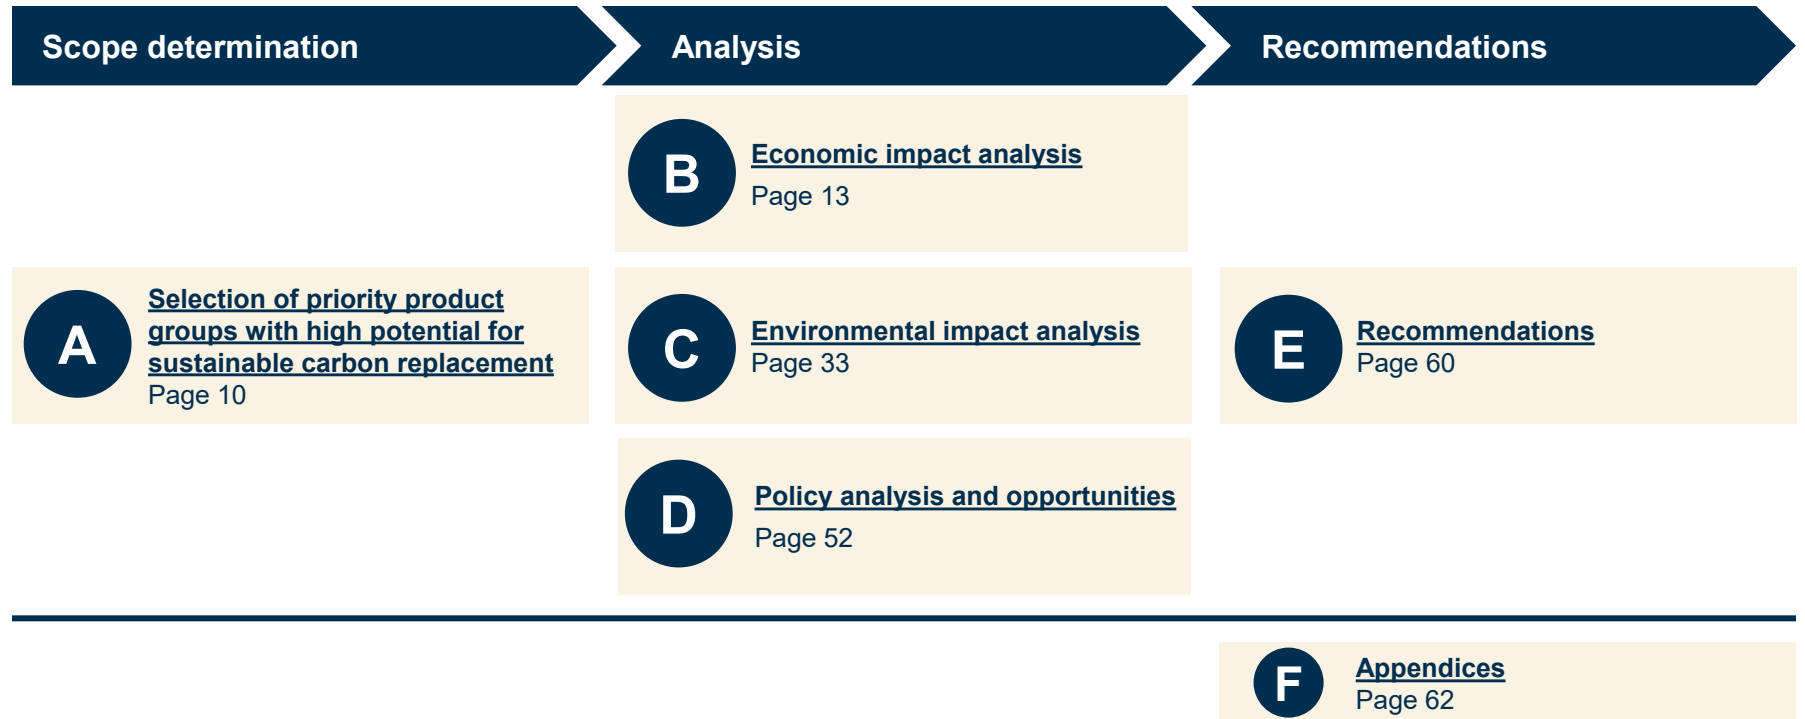 Scope determination
Analysis
Recommendations
B
Economic impact analysis
Page 13
A
Selection of priority product
groups with high potential for
sustainable carbon replacement
Page 10
C
Environmental impact analysis
Page 33
E
Recommendations
Page 60
D
Policy analysis and opportunities
Page 52
F
Appendices
Page 62